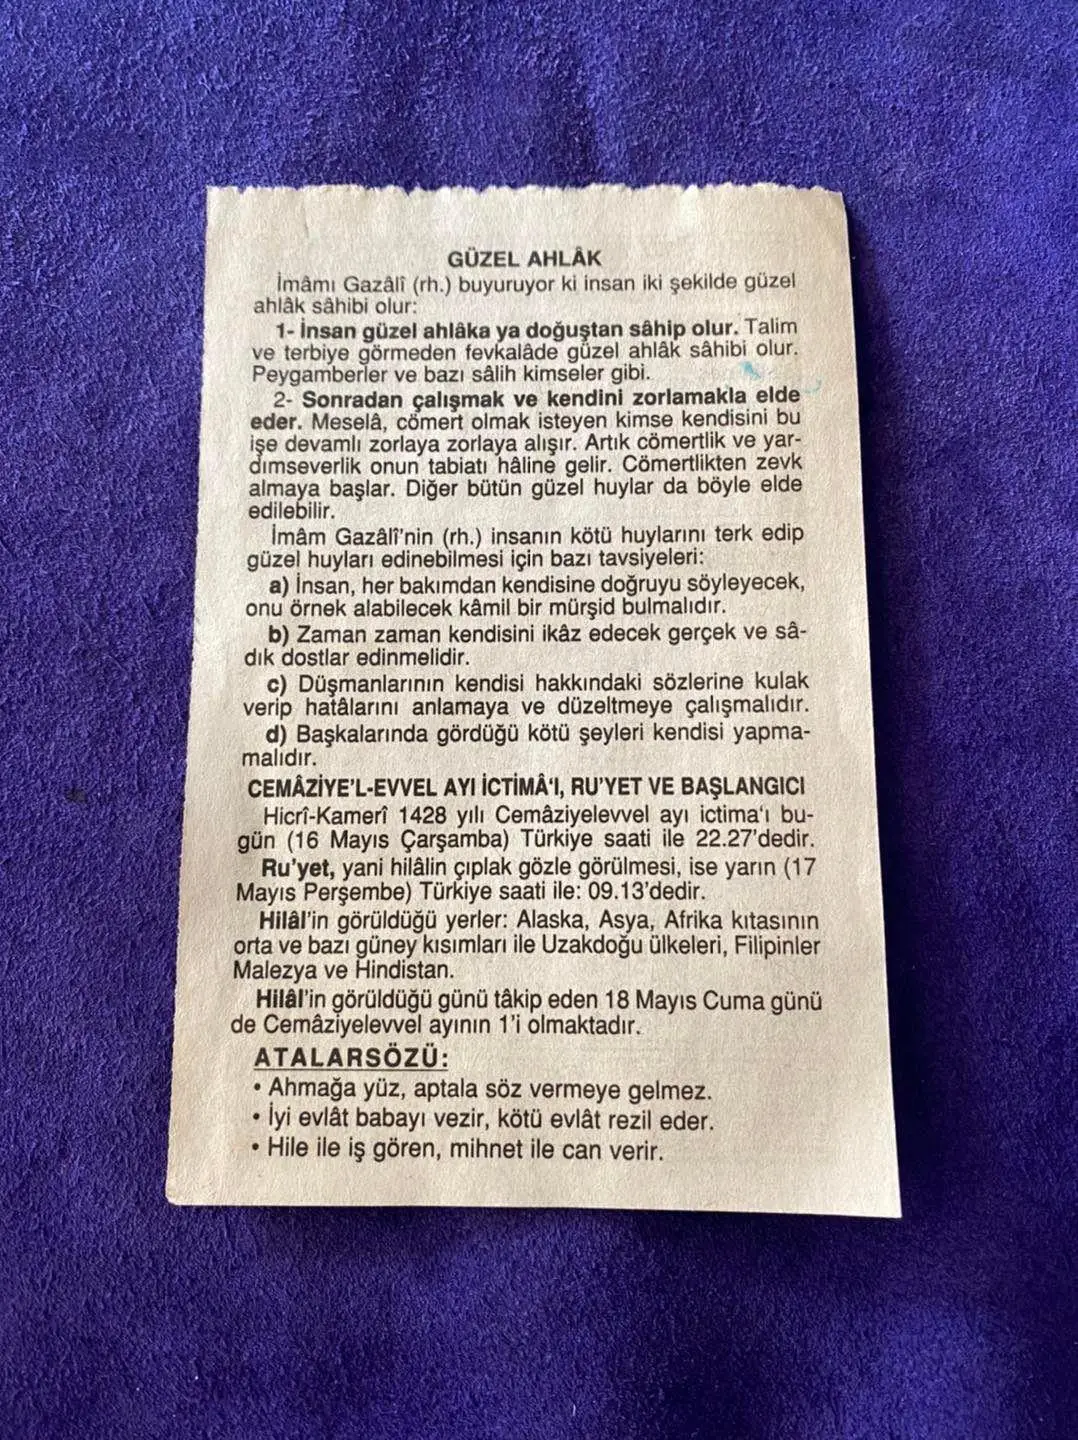 GÜZEL AHLÂK
İmâmı Gazâlî (rh.) buyuruyor ki insan iki şekilde güzel
ahlâk sâhibi olur:
1- İnsan güzel ahlâka ya doğuştan sâhip olur. Talim
ve terbiye görmeden fevkalâde güzel ahlâk sâhibi olur.
Peygamberler ve bazı sâlih kimseler gibi.
2- Sonradan çalışmak ve kendini zorlamakla elde
eder. Meselâ, cömert olmak isteyen kimse kendisini bu
işe devamlı zorlaya zorlaya alışır. Artık cömertlik ve yar-
dımseverlik onun tabiatı hâline gelir. Cömertlikten zevk
almaya başlar. Diğer bütün güzel huylar da böyle elde
edilebilir.
İmâm Gazâlî'nin (rh.) insanın kötü huylarını terk edip
güzel huyları edinebilmesi için bazı tavsiyeleri:
a) İnsan, her bakımdan kendisine doğruyu söyleyecek,
onu örnek alabilecek kâmil bir mürşid bulmalıdır.
b) Zaman zaman kendisini ikâz edecek gerçek ve sâ-
dık dostlar edinmelidir.
c) Düşmanlarının kendisi hakkındaki sözlerine kulak
verip hatâlarını anlamaya ve düzeltmeye çalışmalıdır.
d) Başkalarında gördüğü kötü şeyleri kendisi yapma-
malıdır.
CEMÂZİYE'L-EVVEL AYI İCTİMÂ'I, RU'YET VE BAŞLANGICI
Hicrî-Kamerî 1428 yılı Cemâziyelevvel ayı ictima'ı bu-
gün (16 Mayıs Çarşamba) Türkiye saati ile 22.27'dedir.
Ru'yet, yani hilâlin çıplak gözle görülmesi, ise yarın (17
Mayıs Perşembe) Türkiye saati ile: 09.13'dedir.
Hilâl'in görüldüğü yerler: Alaska, Asya, Afrika kıtasının
orta ve bazı güney kısımları ile Uzakdoğu ülkeleri, Filipinler
Malezya ve Hindistan.
Hilâl'in görüldüğü günü tâkip eden 18 Mayıs Cuma günü
de Cemâziyelevvel ayının 1'i olmaktadır.
ATALARSÖZÜ:
• Ahmağa yüz, aptala söz vermeye gelmez.
• İyi evlât babayı vezir, kötü evlât rezil eder.
• Hile ile iş gören, mihnet ile can verir.